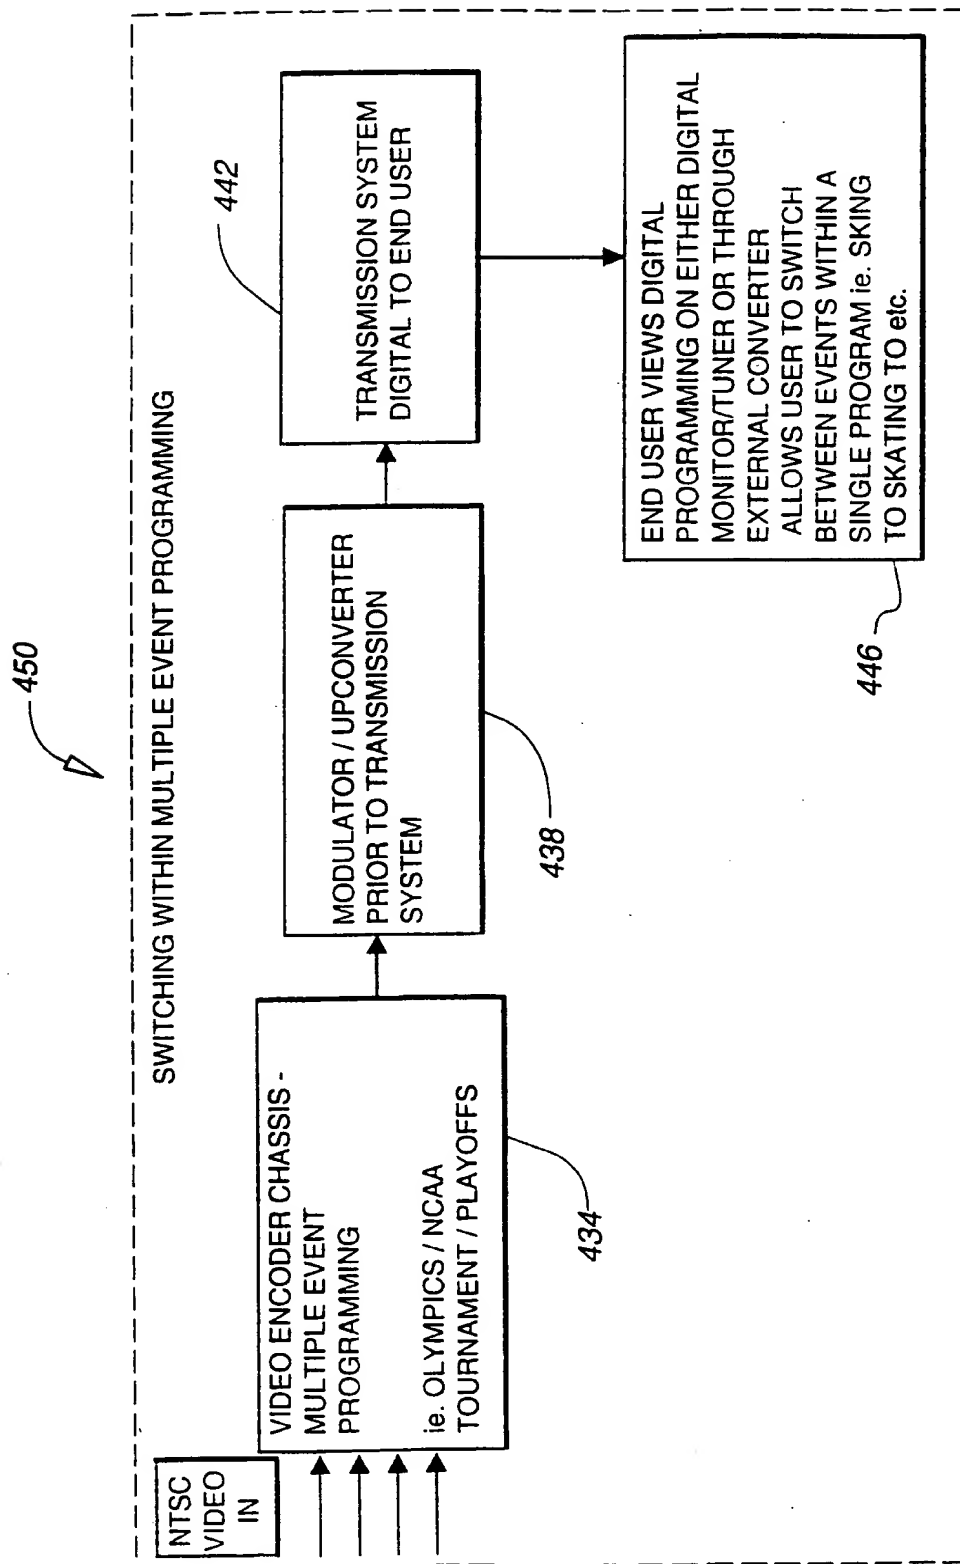 450
SWITCHING WITHIN MULTIPLE EVENT PROGRAMMING
NTSC
VIDEO
IN
VIDEO ENCODER CHASSIS -
MULTIPLE EVENT
PROGRAMMING
ie. OLYMPICS / NCAA
TOURNAMENT / PLAYOFFS
434
MODULATOR / UPCONVERTER
PRIOR TO TRANSMISSION
SYSTEM
438
442
TRANSMISSION SYSTEM
DIGITAL TO END USER
END USER VIEWS DIGITAL
PROGRAMMING ON EITHER DIGITAL
MONITOR/TUNER OR THROUGH
EXTERNAL CONVERTER
ALLOWS USER TO SWITCH
BETWEEN EVENTS WITHIN A
SINGLE PROGRAM ie. SKING
TO SKATING TO etc.
446